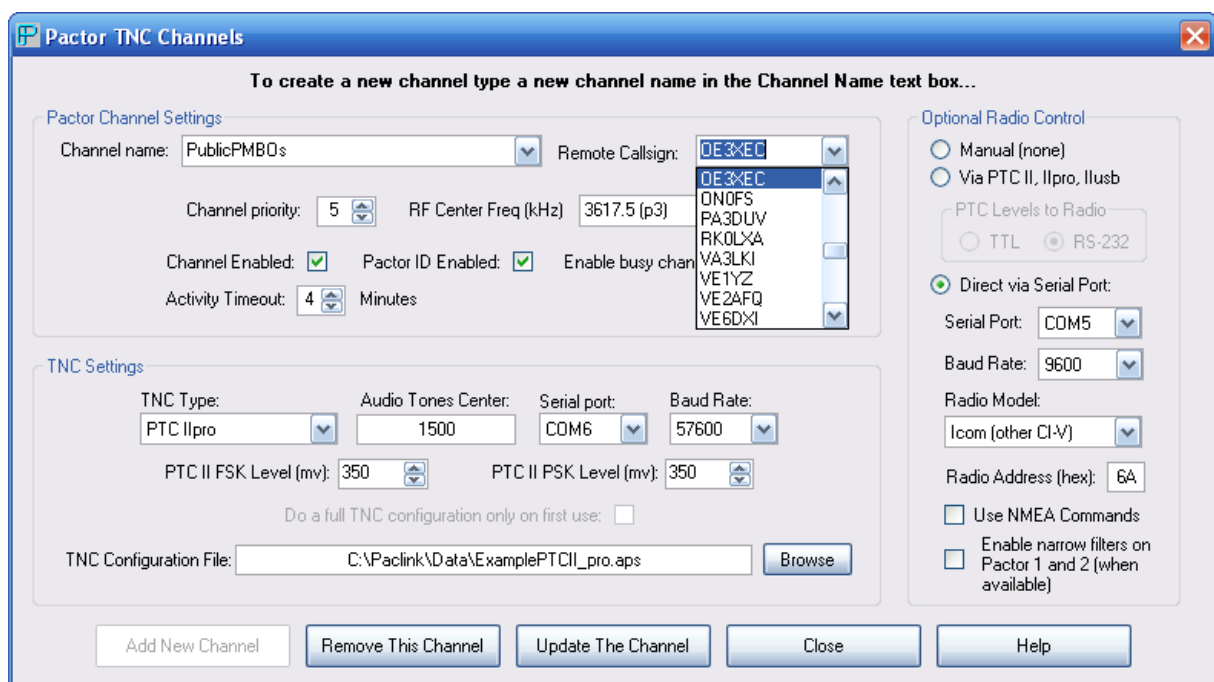 Pactor TNC Channels
To create a new channel type a new channel name in the Channel Name text box...
Pactor Channel Settings
Channel name: PublicPMBOs Remote Callsign: OE3XEC
OE3XEC
ON0FS
PA3DUV
RK0LXA
VA3LKI
VE1YZ
VE2AFQ
VE6DXI
Channel priority: 5 RF Center Freq (kHz) 3617.5 (p3)
Channel Enabled: Pactor ID Enabled: Enable busy chan
Activity Timeout: 4 Minutes
TNC Settings
TNC Type: Audio Tones Center: Serial port: Baud Rate:
PTC IIpro 1500 COM6 57600
PTC II FSK Level (mv): 350 PTC II PSK Level (mv): 350
Do a full TNC configuration only on first use:
TNC Configuration File: C:\Paclink\Data\ExamplePTCII_pro.aps Browse
Optional Radio Control
Manual (none)
Via PTC II, IIpro, IIusb
PTC Levels to Radio
TTL RS-232
Direct via Serial Port:
Serial Port: COM5
Baud Rate: 9600
Radio Model:
Icom (other CI-V)
Radio Address (hex): 6A
Use NMEA Commands
Enable narrow filters on
Pactor 1 and 2 (when
available)
Add New Channel Remove This Channel Update The Channel Close Help